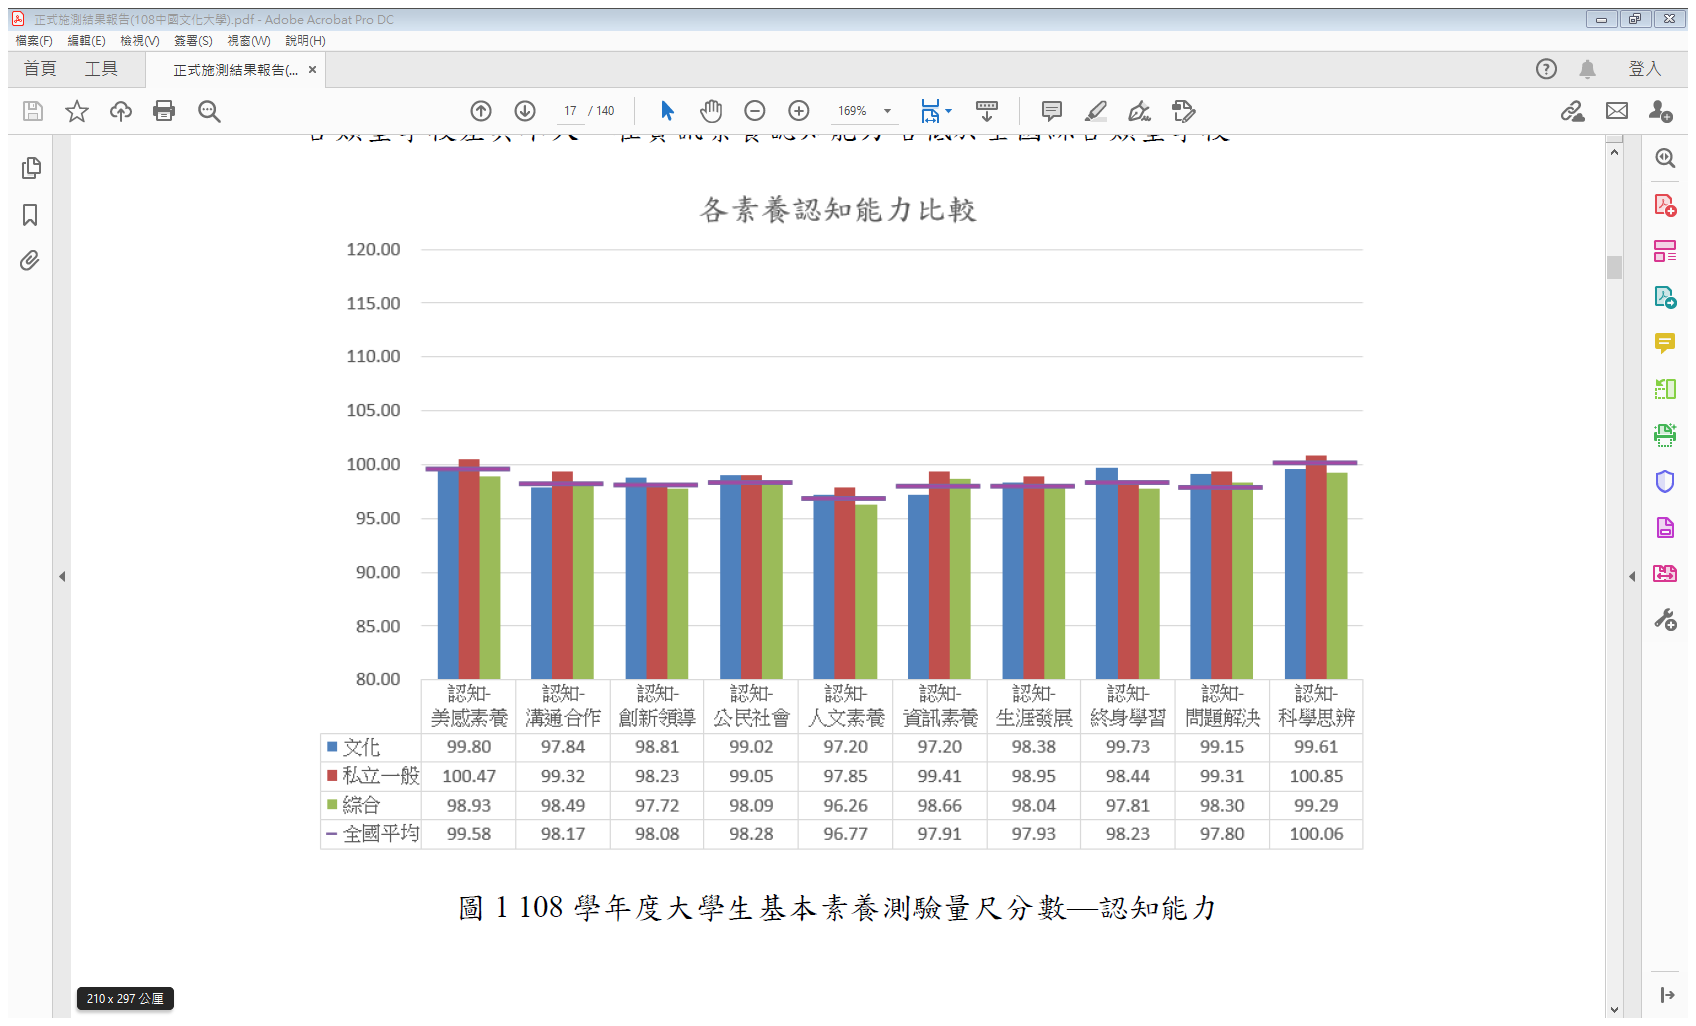 正式施測結果報告(108中國文化大學).pdf - Adobe Acrobat Pro DC
檔案(F) 編輯(E) 檢視(V) 簽署(S) 視窗(W) 說明(H)
首頁 工具 正式施測結果報告(... × 登入
17 / 140 169%
各素養認知能力比較
120.00
115.00
110.00
105.00
100.00
95.00
90.00
85.00
80.00
認知- 認知- 認知- 認知- 認知- 認知- 認知- 認知- 認知- 認知-
美感素養 溝通合作 創新領導 公民社會 人文素養 資訊素養 生涯發展 終身學習 問題解決 科學思辨
文化 99.80 97.84 98.81 99.02 97.20 97.20 98.38 99.73 99.15 99.61
私立一般 100.47 99.32 98.23 99.05 97.85 99.41 98.95 98.44 99.31 100.85
綜合 98.93 98.49 97.72 98.09 96.26 98.66 98.04 97.81 98.30 99.29
全國平均 99.58 98.17 98.08 98.28 96.77 97.91 97.93 98.23 97.80 100.06
圖 1 108 學年度大學生基本素養測驗量尺分數—認知能力
210 x 297 公厘